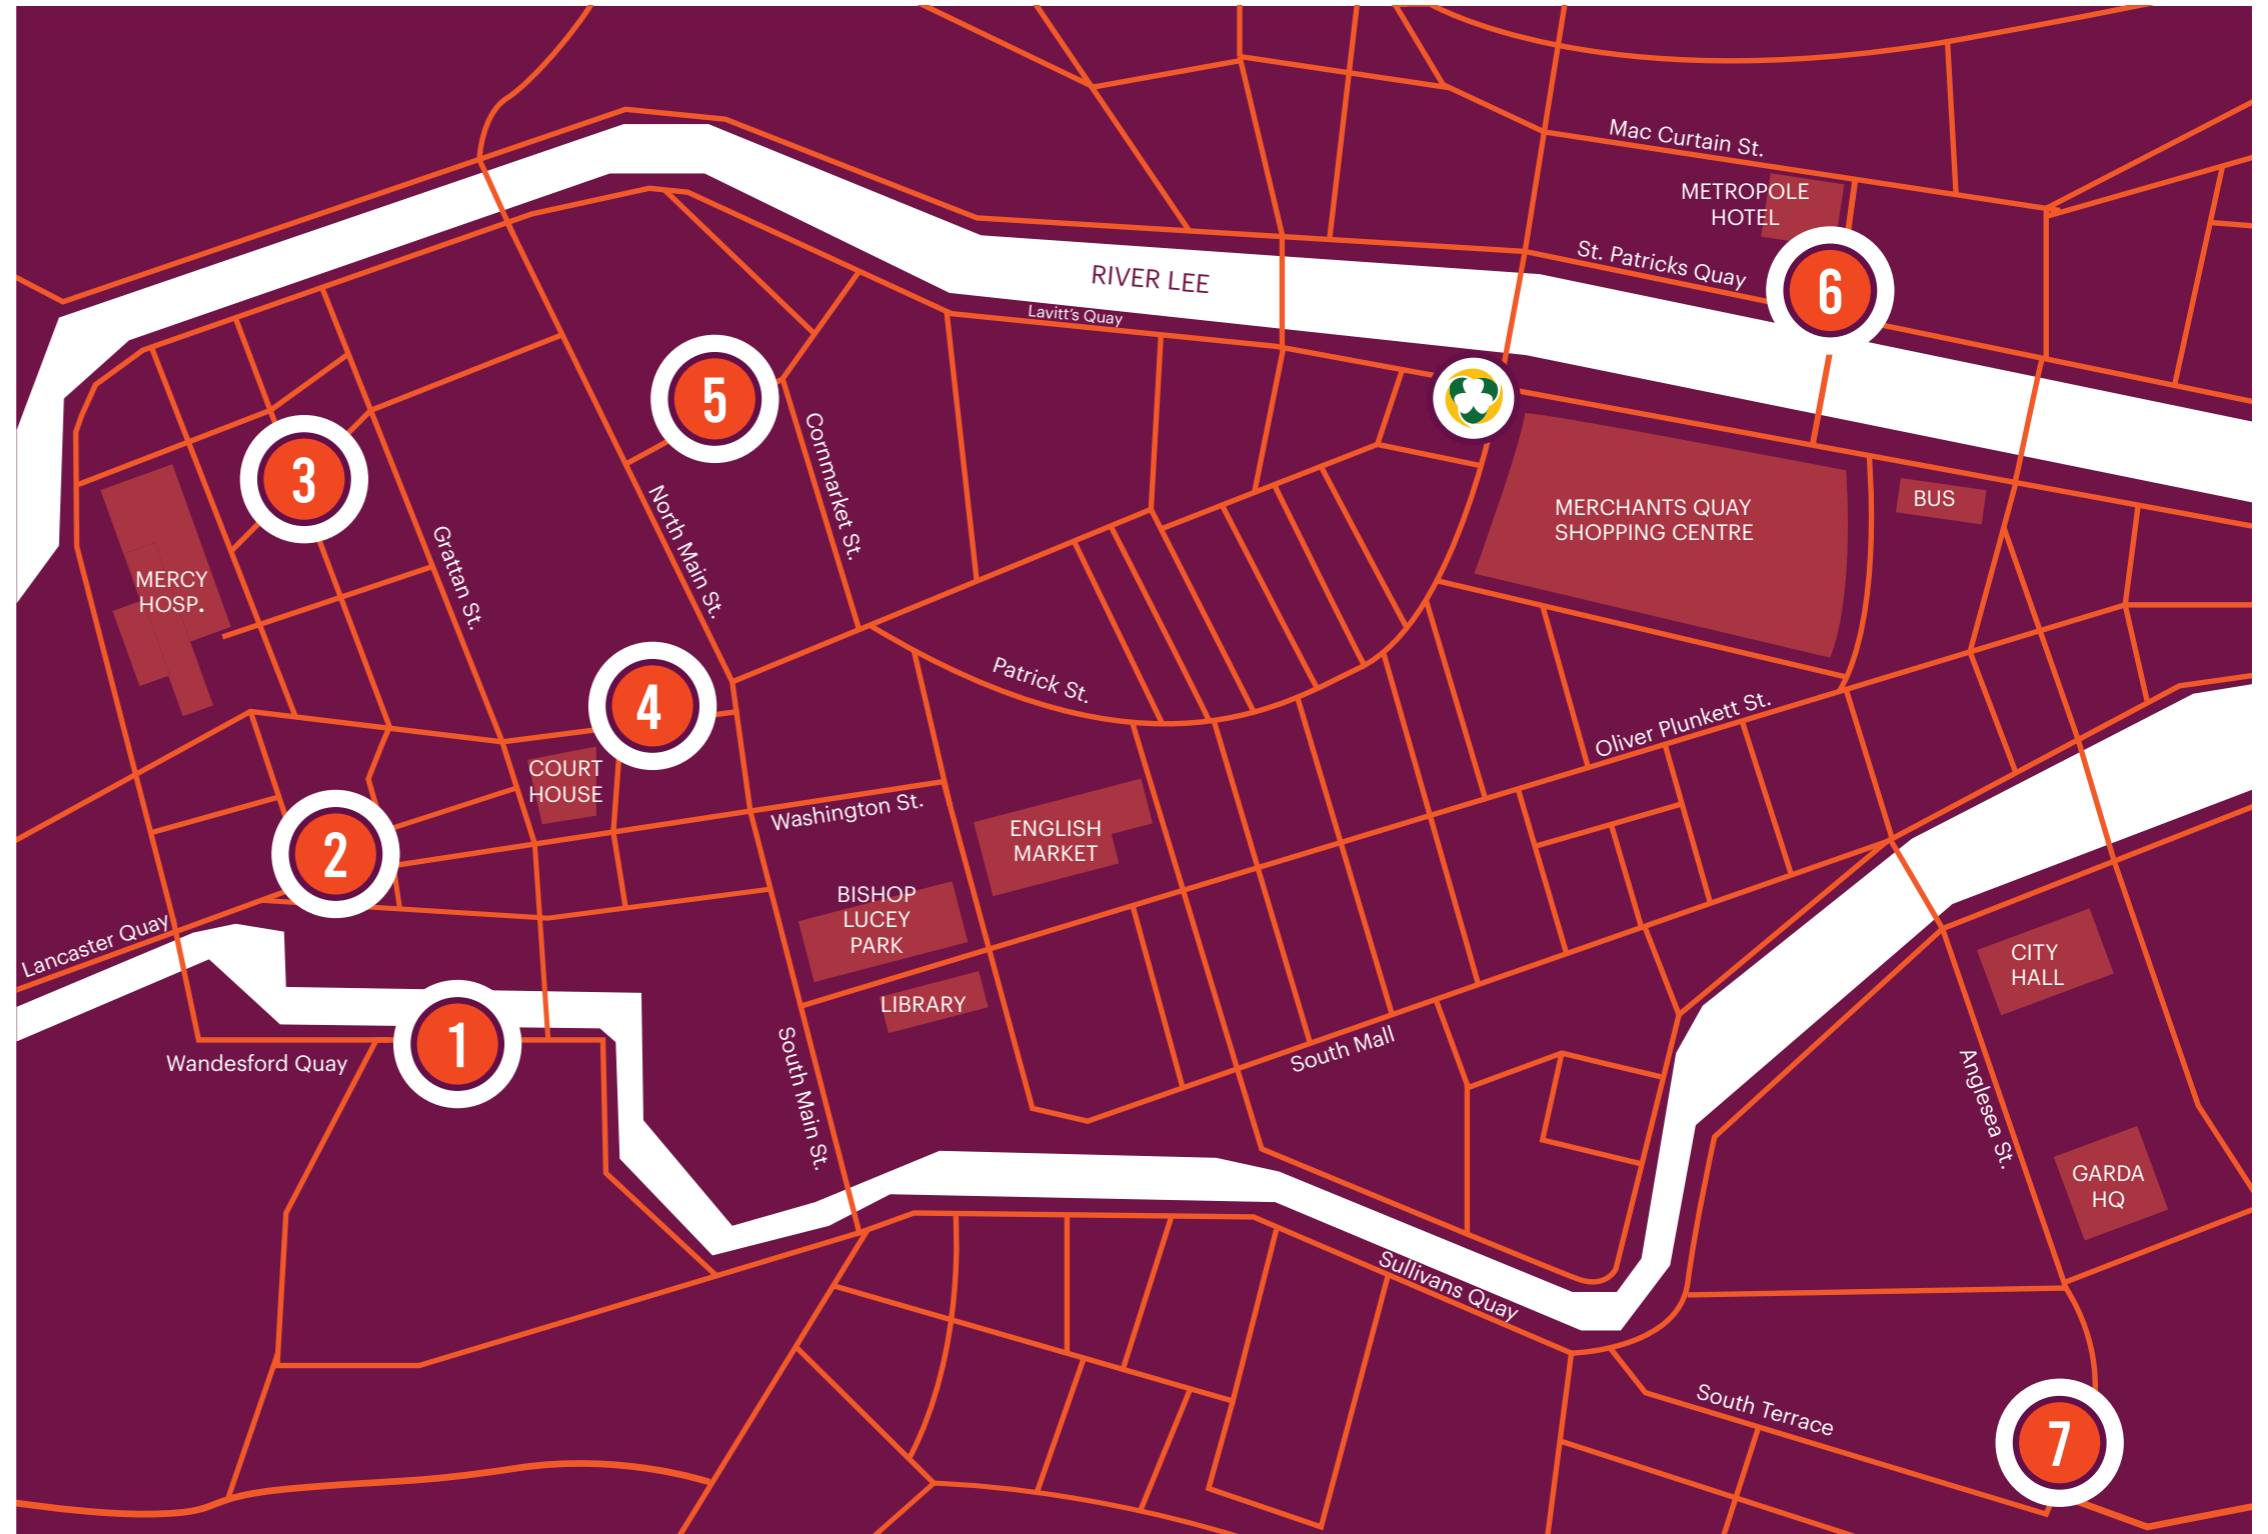 Mac Curtain St.
METROPOLE
HOTEL
St. Patricks Quay
RIVER LEE
6
Lavitt's Quay
5
Cornmarket St.
3
North Main St.
MERCHANTS QUAY
SHOPPING CENTRE
BUS
Grattan St.
MERCY
HOSP.
4
Patrick St.
Oliver Plunkett St.
COURT
HOUSE
Washington St.
2
ENGLISH
MARKET
BISHOP
LUCEY
PARK
Lancaster Quay
CITY
HALL
LIBRARY
1
Wandesford Quay
South Main St.
South Mall
Anglesea St.
GARDA
HQ
Sullivans Quay
South Terrace
7